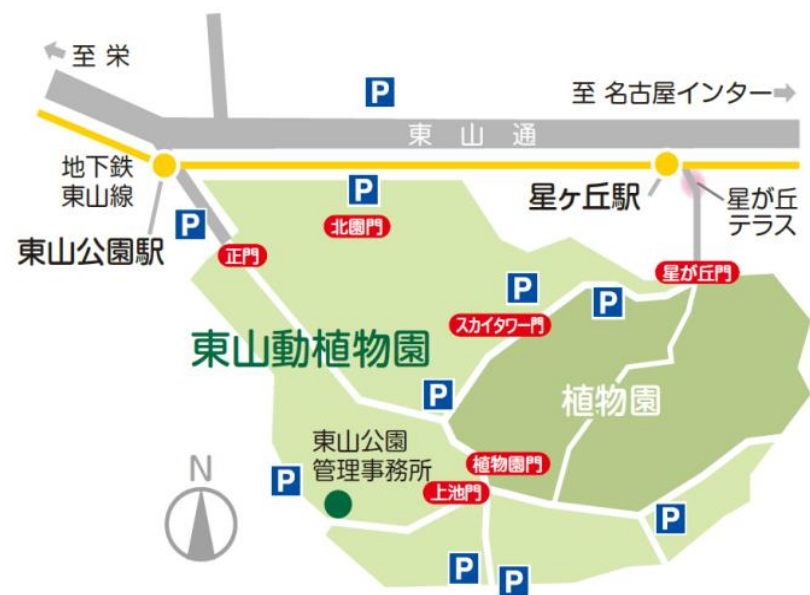 至 栄
P
至 名古屋インター
東山通
地下鉄
東山線
東山公園駅
星ヶ丘駅
星が丘
テラス
P
P
北園門
正門
星が丘門
P
P
スカイタワー門
東山動植物園
植物園
P
東山公園
管理事務所
植物園門
上池門
N
P
P
P
P